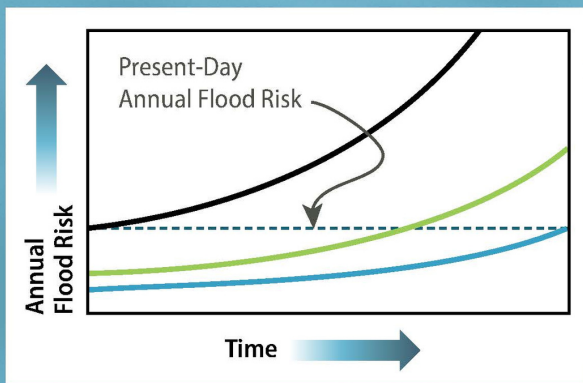 Present-Day
Annual Flood Risk
Annual
Flood Risk
Time